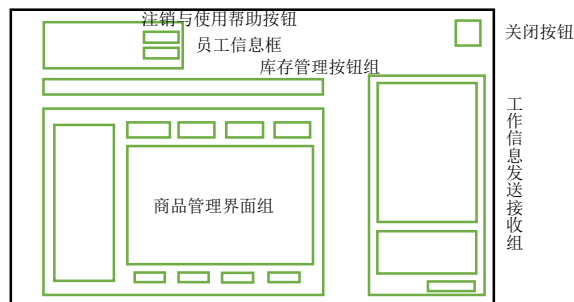 注销与使用帮助按钮
关闭按钮
员工信息框
库存管理按钮组
工作信息发送接收组
商品管理界面组